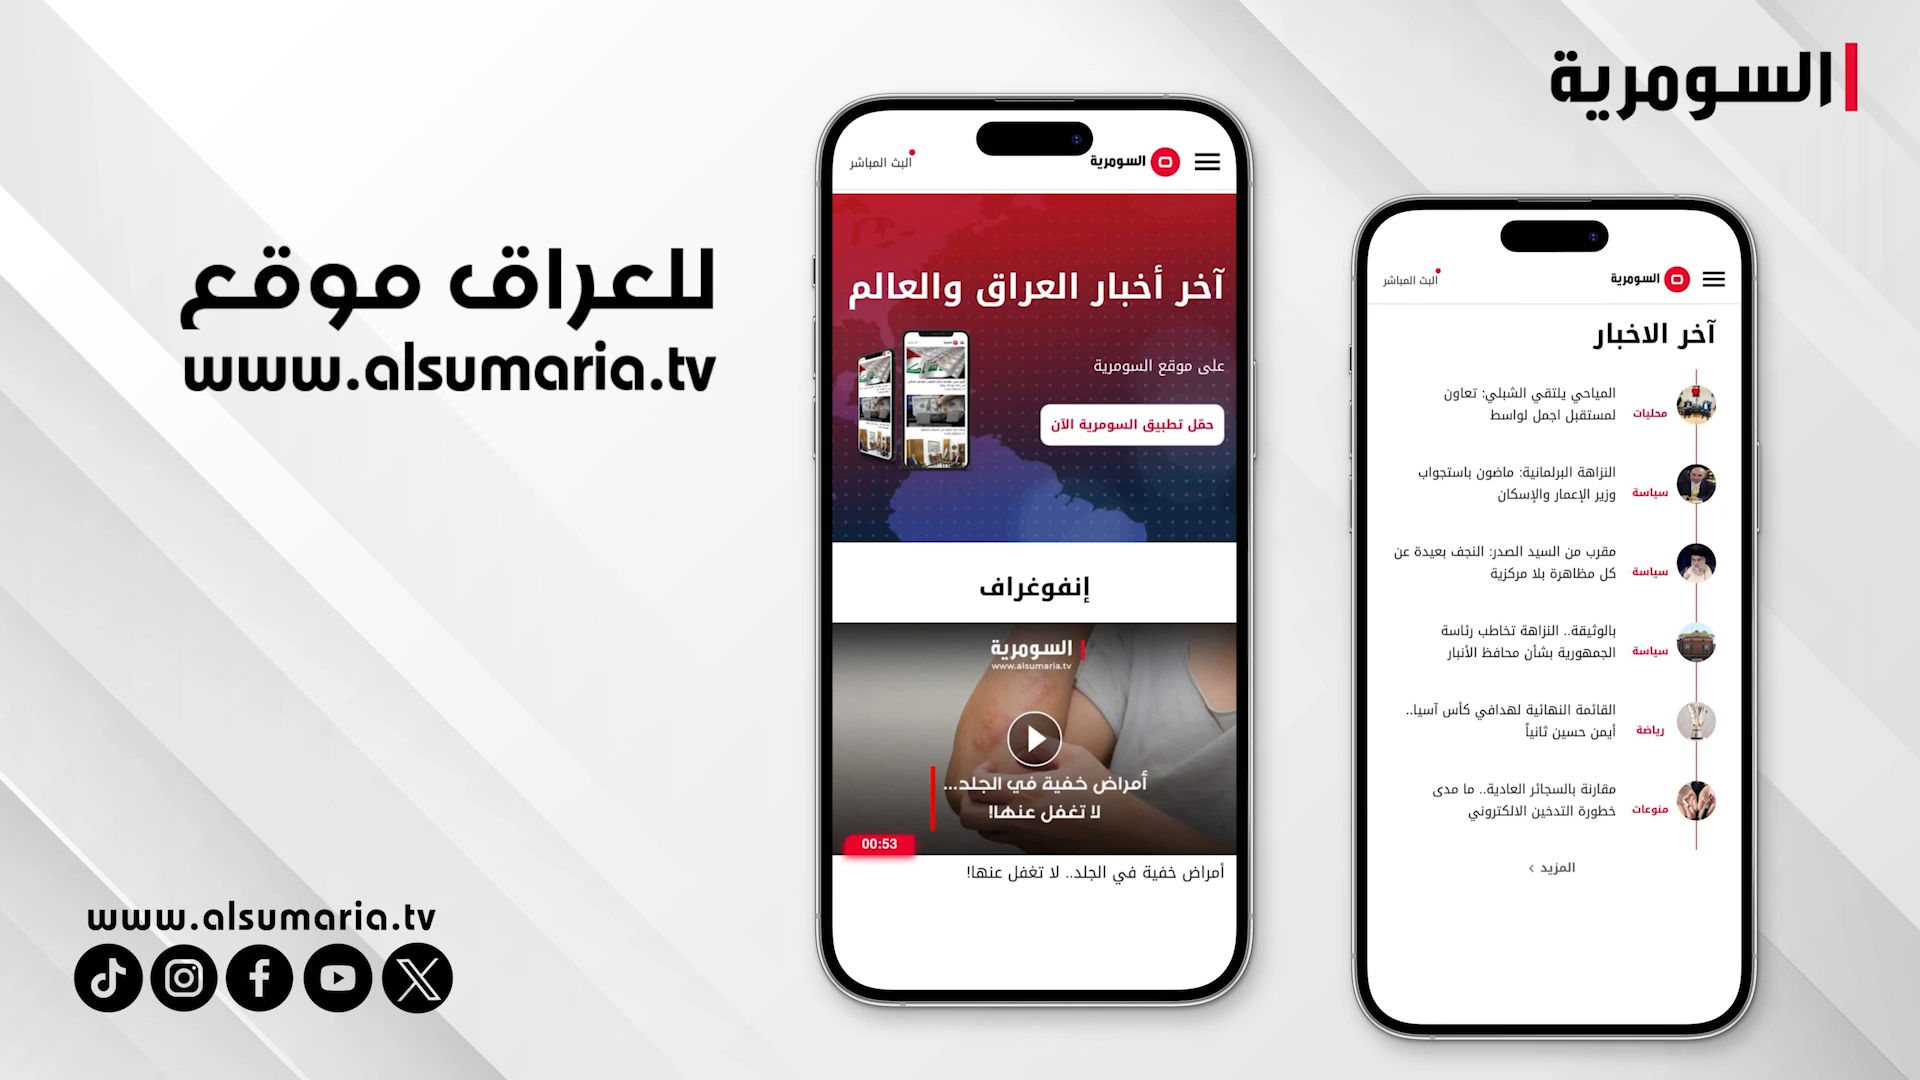 السومرية
للعراق موقع
www.alsumaria.tv
السومرية
البث المباشر
آخر أخبار العراق والعالم
على موقع السومرية
حمّل تطبيق السومرية الآن
إنفوغراف
السومرية
www.alsumaria.tv
أمراض خفية في الجلد...
لا تغفل عنها!
00:53
أمراض خفية في الجلد.. لا تغفل عنها!
السومرية
البث المباشر
آخر الاخبار
محليات
المياحي يلتقي الشبلي: تعاون
لمستقبل اجمل لواسط
سياسة
النزاهة البرلمانية: ماضون باستجواب
وزير الإعمار والإسكان
سياسة
مقرب من السيد الصدر: النجف بعيدة عن
كل مظاهرة بلا مركزية
سياسة
بالوثيقة.. النزاهة تخاطب رئاسة
الجمهورية بشأن محافظ الأنبار
رياضة
القائمة النهائية لهدافي كأس آسيا..
أيمن حسين ثانياً
منوعات
مقارنة بالسجائر العادية.. ما مدى
خطورة التدخين الالكتروني
المزيد
www.alsumaria.tv